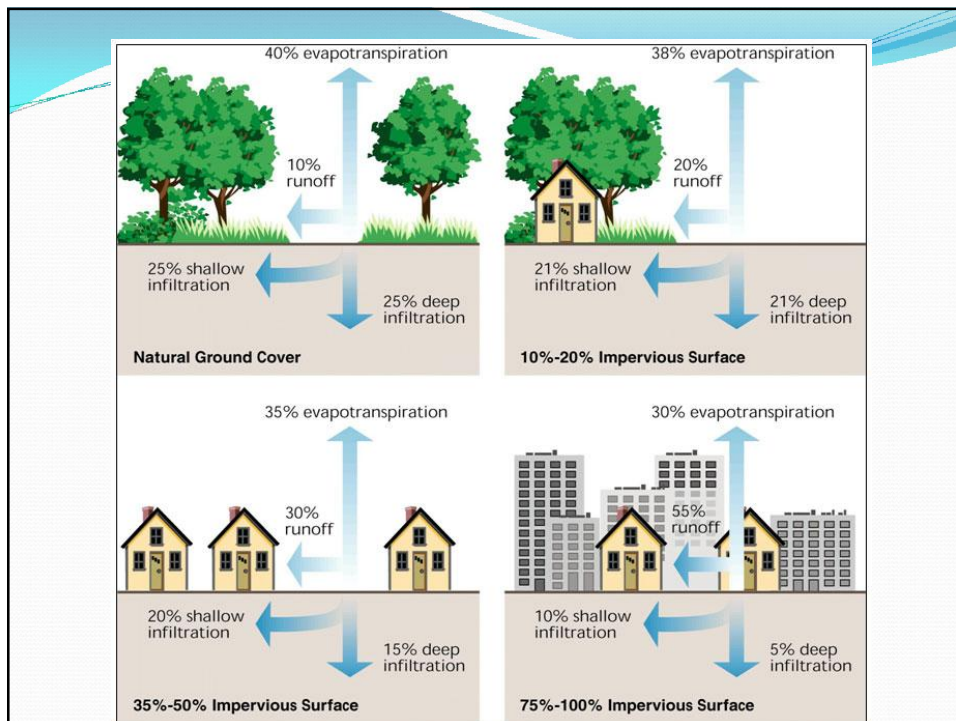 40% evapotranspiration
10%
runoff
25% shallow
infiltration
25% deep
infiltration
Natural Ground Cover
38% evapotranspiration
20%
runoff
21% shallow
infiltration
21% deep
infiltration
10%-20% Impervious Surface
35% evapotranspiration
30%
runoff
20% shallow
infiltration
15% deep
infiltration
35%-50% Impervious Surface
30% evapotranspiration
55%
runoff
10% shallow
infiltration
5% deep
infiltration
75%-100% Impervious Surface